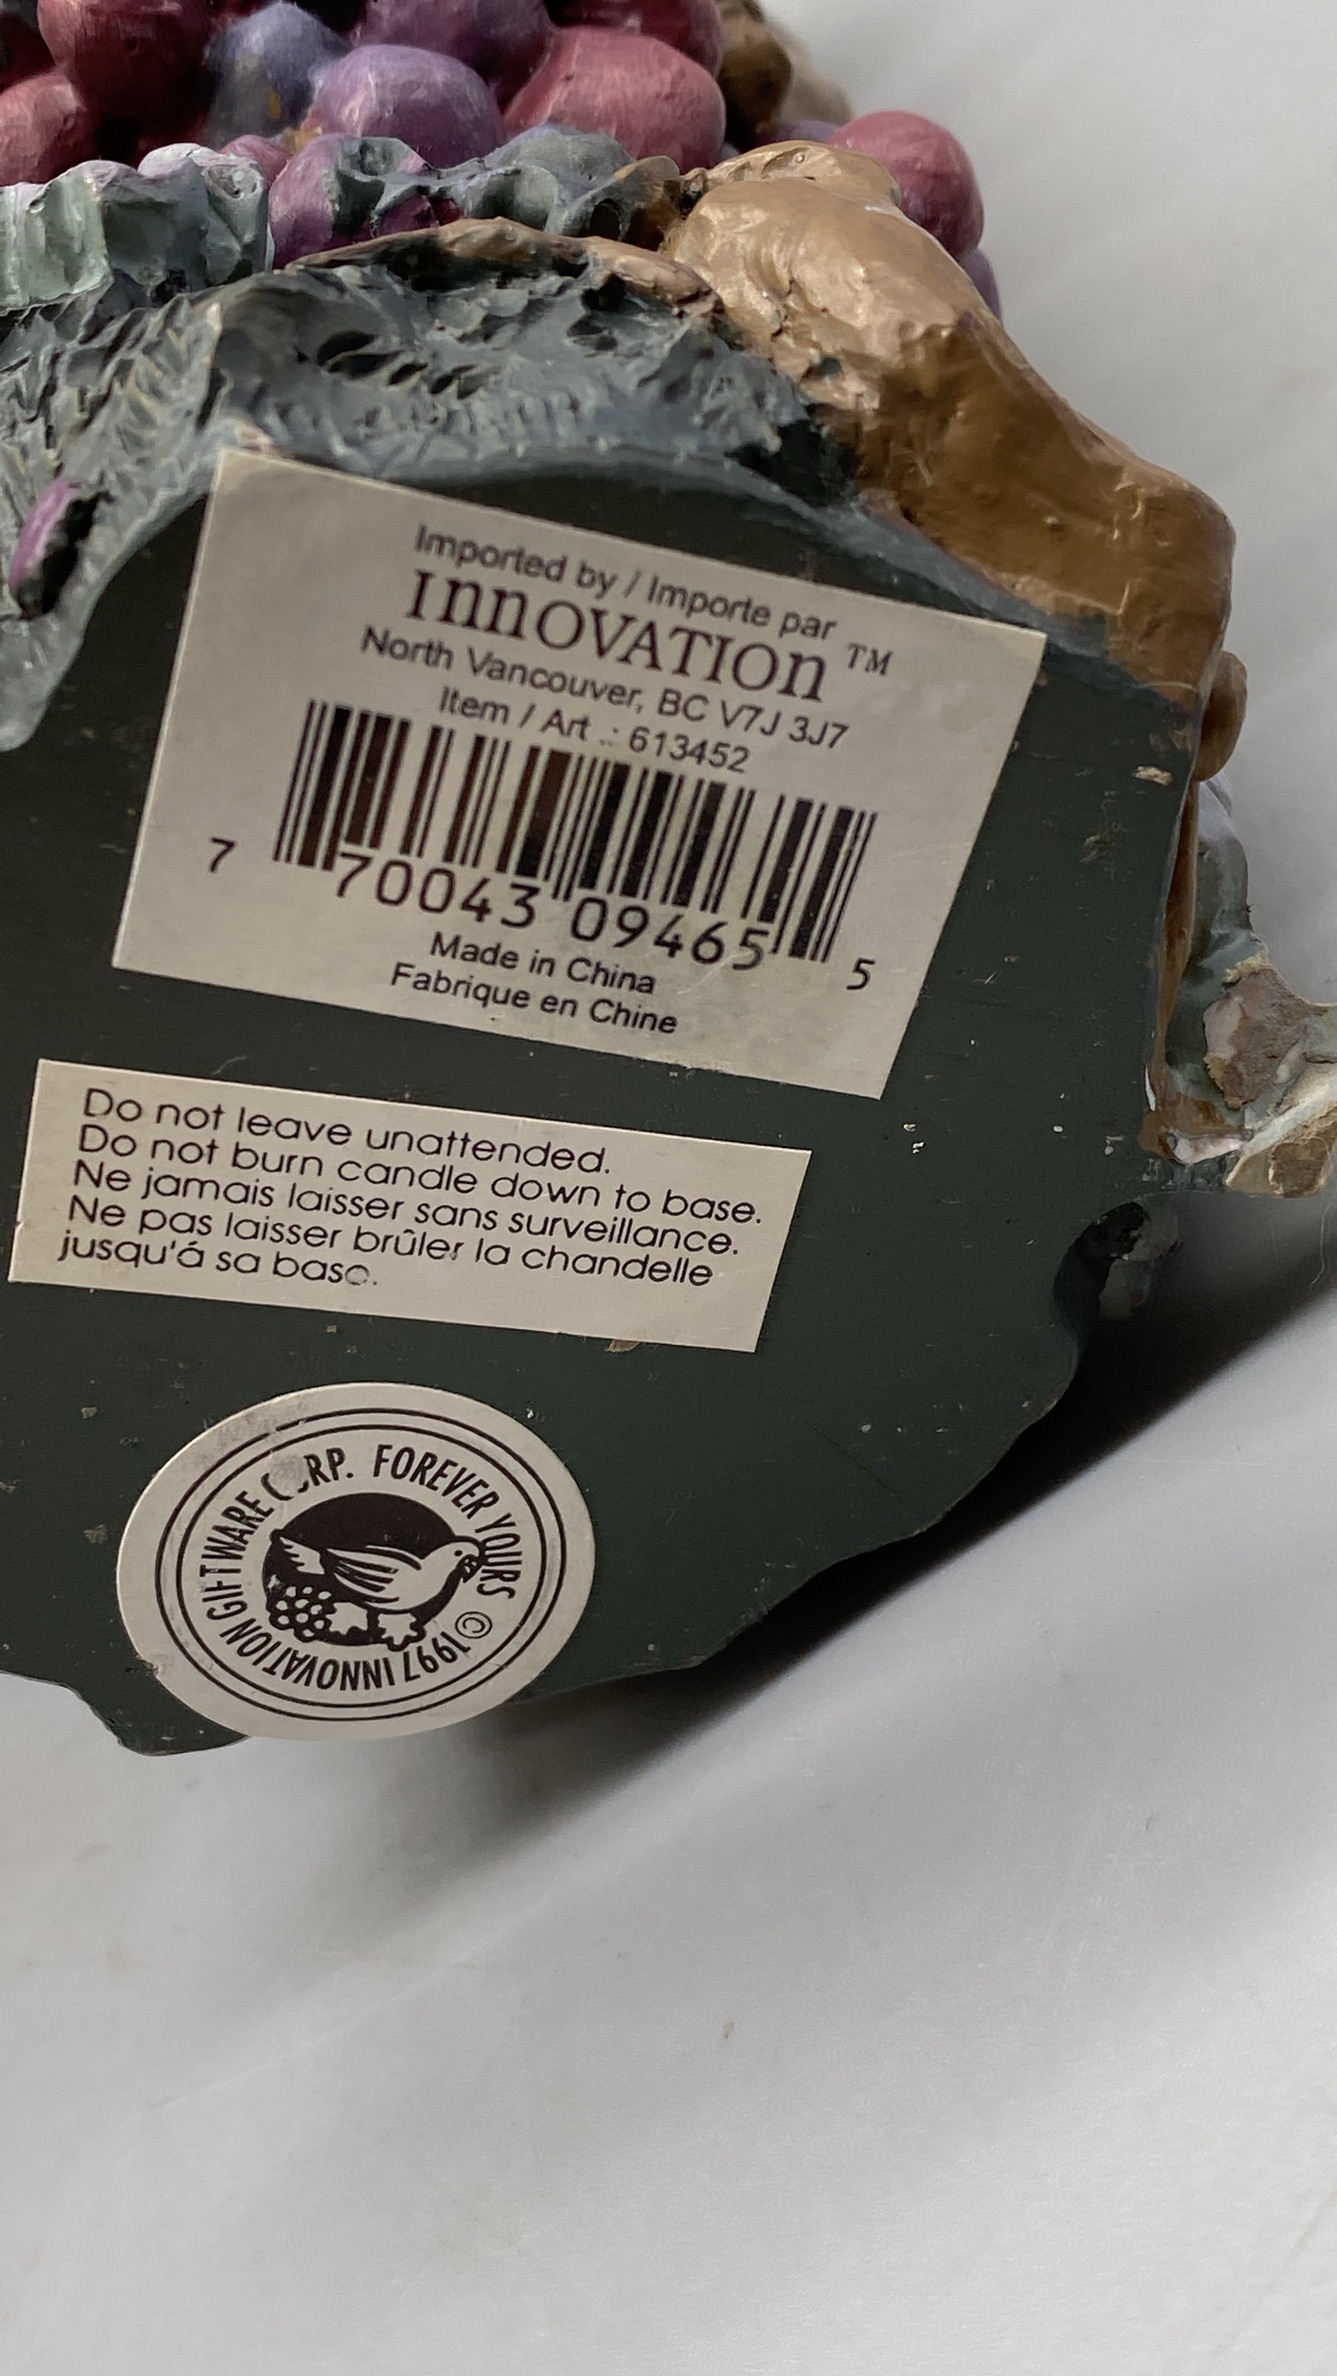 Imported by / Importe par
INNOVATION™
North Vancouver, BC V7J 3J7
Item / Art .: 613452
7 70043 09465 5
Made in China
Fabrique en Chine
Do not leave unattended.
Do not burn candle down to base.
Ne jamais laisser sans surveillance.
Ne pas laisser brûler la chandelle
jusqu'á sa base.
FOREVER YOURS © 1997 INNOVATION GIFTWARE CORP.